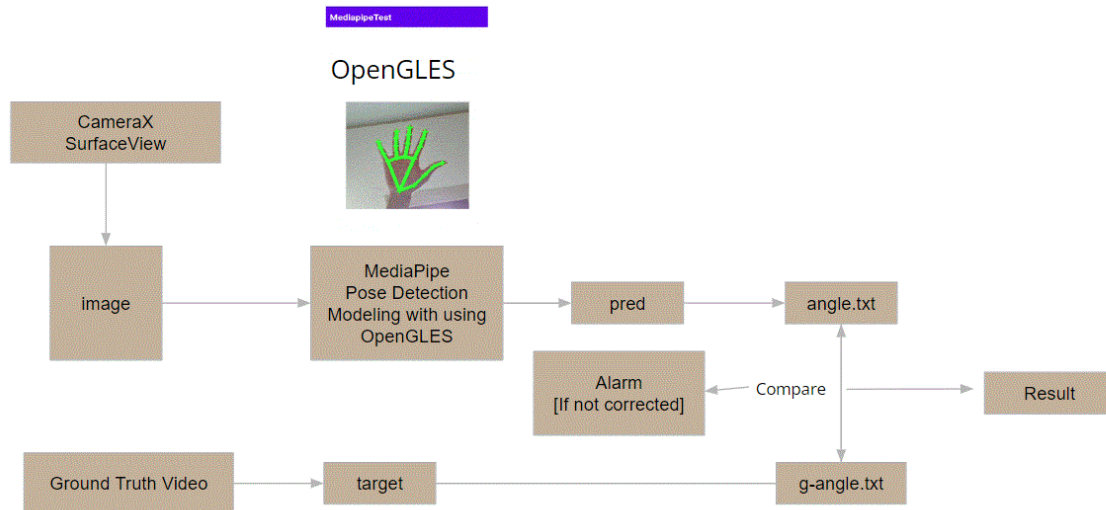 MediapipeTest
OpenGLES
CameraX
SurfaceView
image
MediaPipe
Pose Detection
Modeling with using
OpenGLES
pred
angle.txt
Alarm
[If not corrected]
Compare
Result
Ground Truth Video
target
g-angle.txt